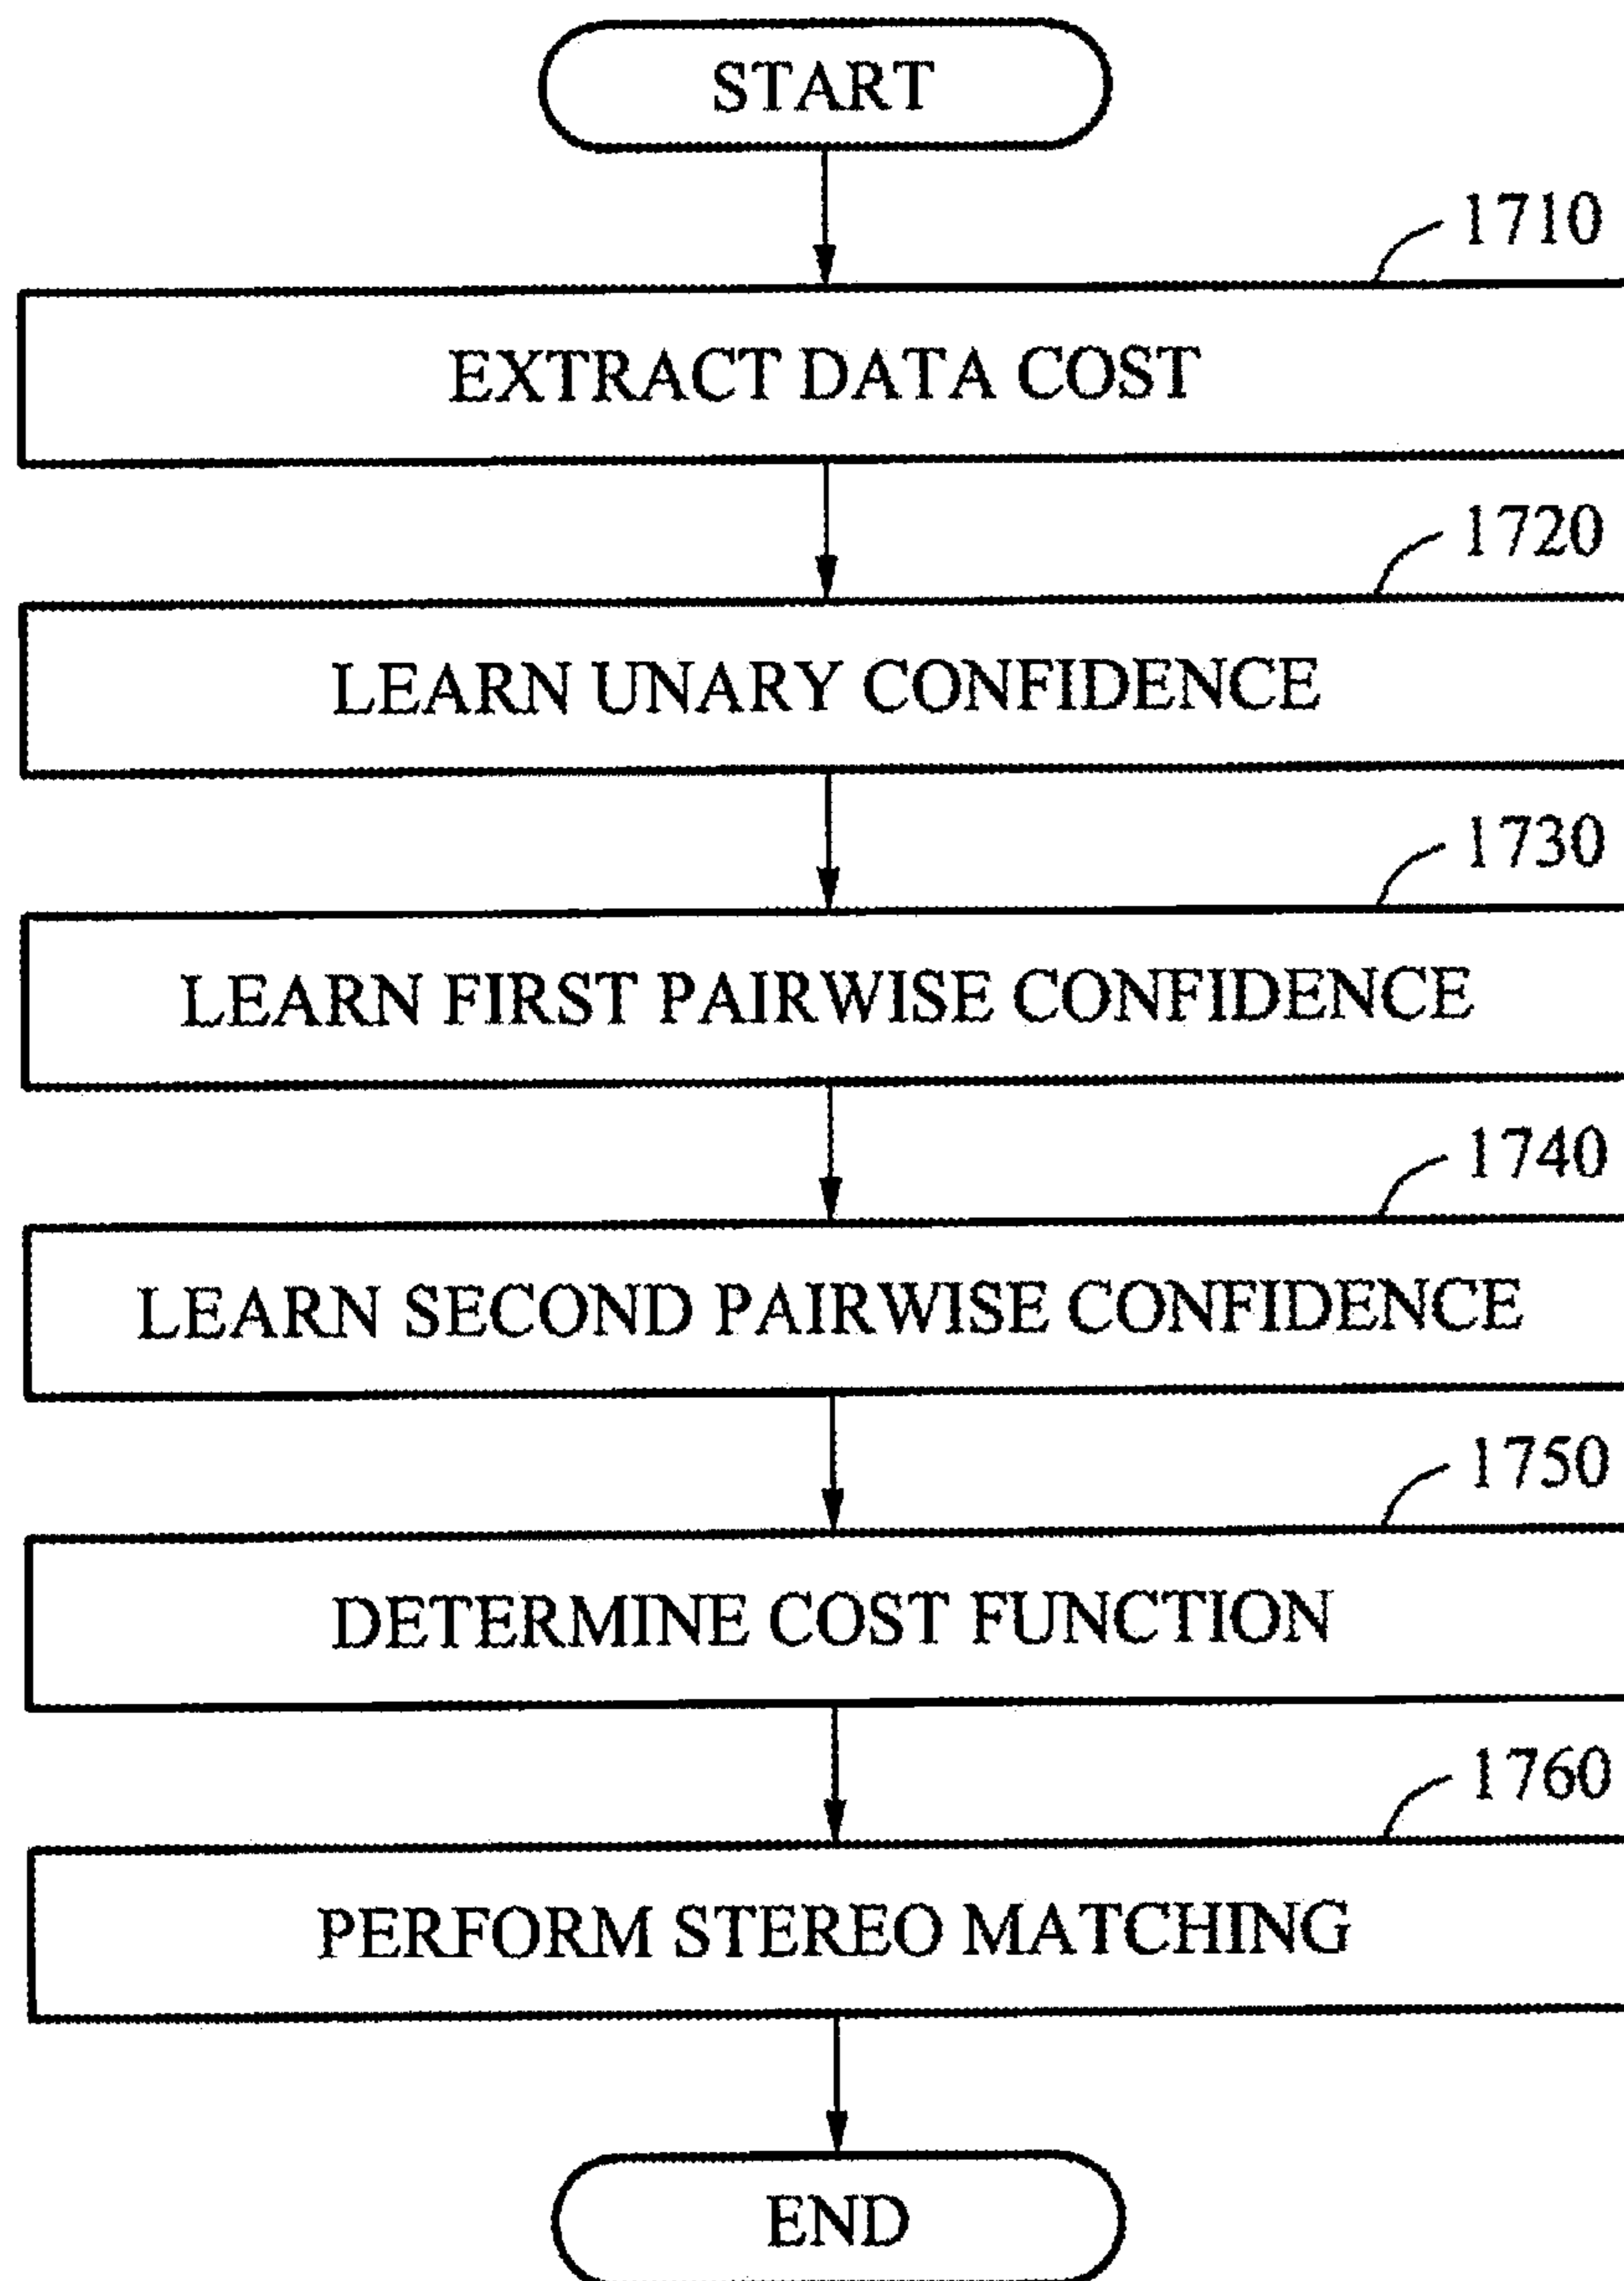 START
1710
EXTRACT DATA COST
1720
LEARN UNARY CONFIDENCE
1730
LEARN FIRST PAIRWISE CONFIDENCE
1740
LEARN SECOND PAIRWISE CONFIDENCE
1750
DETERMINE COST FUNCTION
1760
PERFORM STEREO MATCHING
END